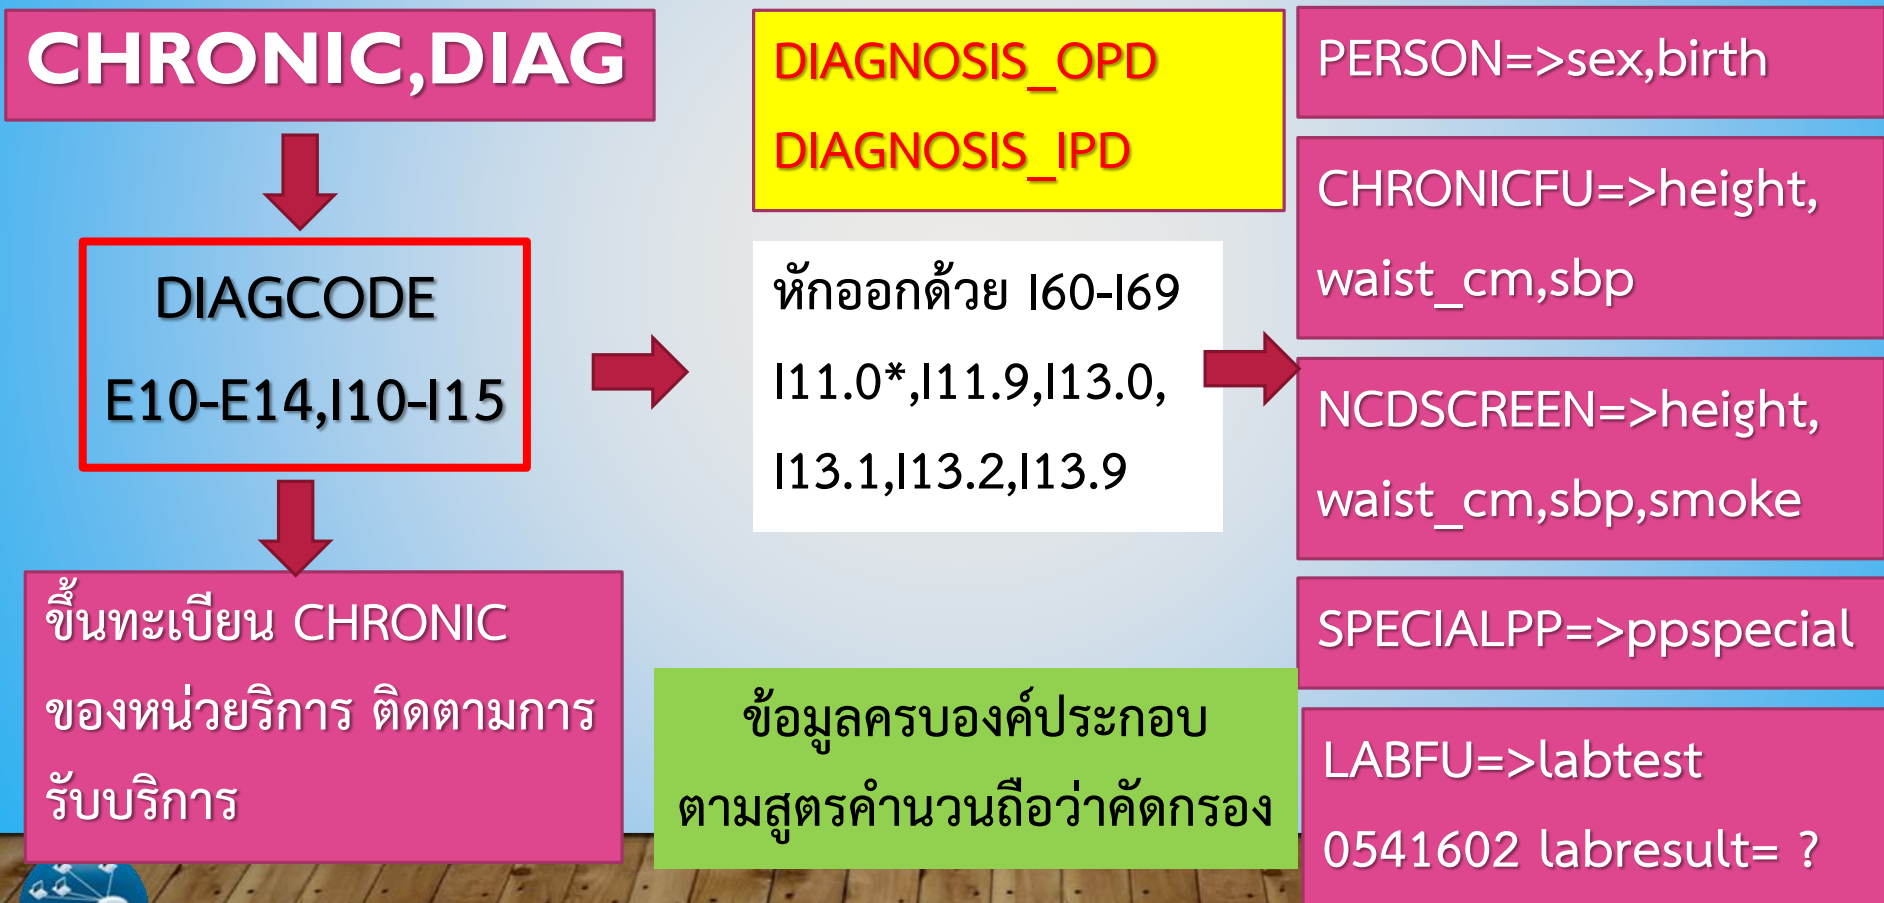 CHRONIC,DIAG
DIAGCODE
E10-E14,I10-I15
ขึ้นทะเบียน CHRONIC
ของหน่วยริการ ติดตามการ
รับบริการ
DIAGNOSIS_OPD
DIAGNOSIS_IPD
หักออกด้วย I60-I69
I11.0*,I11.9,I13.0,
I13.1,I13.2,I13.9
ข้อมูลครบองค์ประกอบ
ตามสูตรคำนวนถือว่าคัดกรอง
PERSON=>sex,birth
CHRONICFU=>height,
waist_cm,sbp
NCDSCREEN=>height,
waist_cm,sbp,smoke
SPECIALPP=>ppspecial
LABFU=>labtest
0541602 labresult= ?